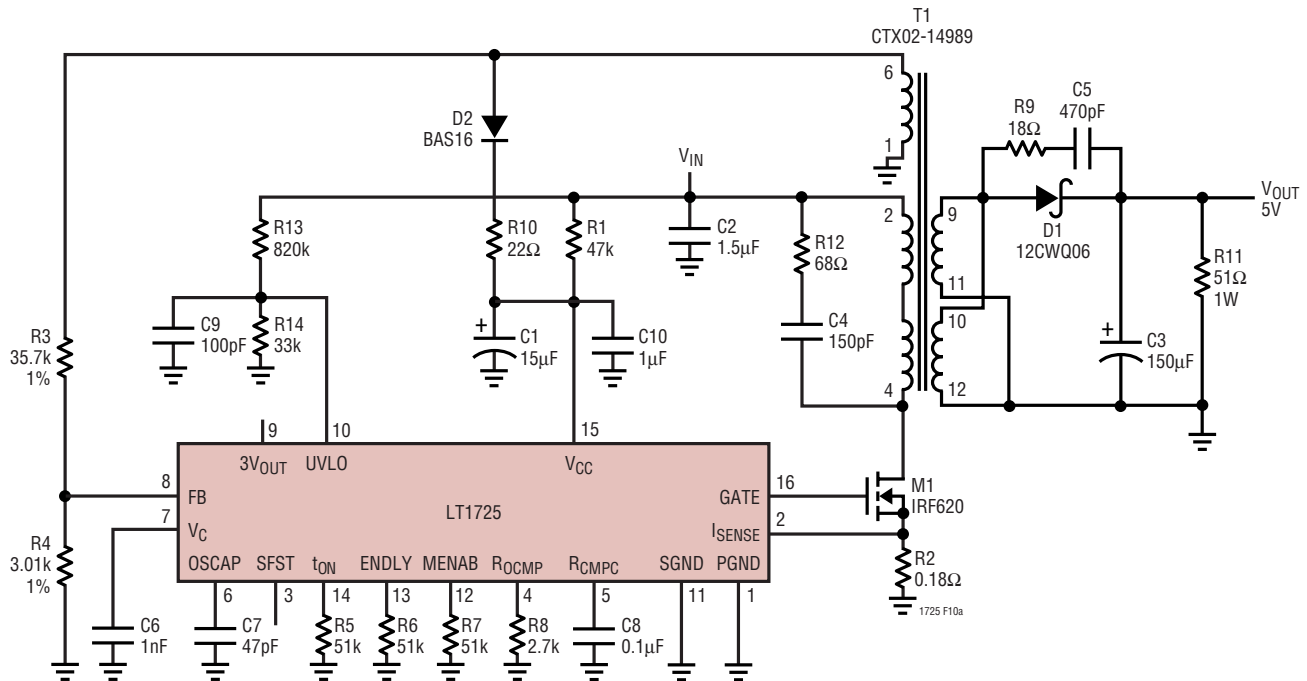 T1
CTX02-14989
6
1
D2
BAS16
R9
18Ω
C5
470pF
VIN
2
9
D1
12CWQ06
VOUT
5V
R13
820k
R10
22Ω
R1
47k
C2
1.5µF
R12
68Ω
11
10
R11
51Ω
1W
R3
35.7k
1%
C9
100pF
R14
33k
+
C1
15µF
C10
1µF
C4
150pF
4
12
+
C3
150µF
9
10
15
3VOUT
UVLO
VCC
8
FB
7
VC
LT1725
GATE
16
M1
IRF620
ISENSE
2
R4
3.01k
1%
OSCAP
SFST
tON
ENDLY
MENAB
ROCMP
RCMPC
SGND
PGND
R2
0.18Ω
6
3
14
13
12
4
5
11
1
1725 F10a
C6
1nF
C7
47pF
R5
51k
R6
51k
R7
51k
R8
2.7k
C8
0.1µF